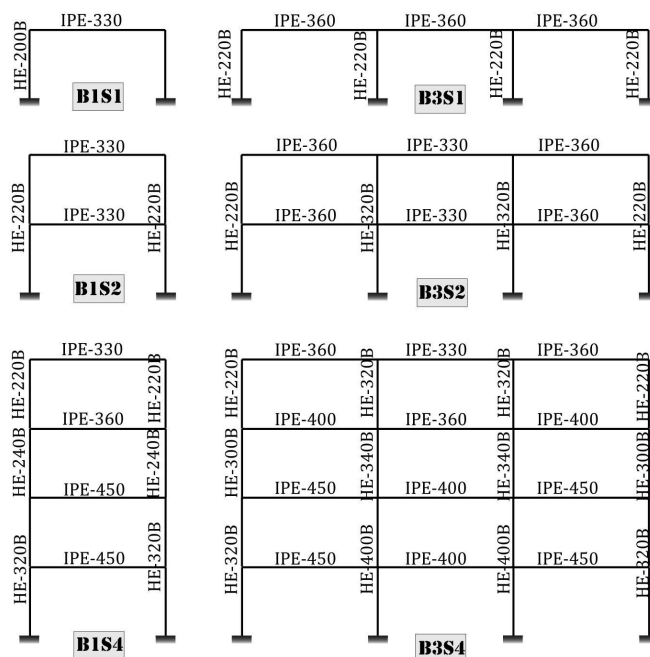 IPE-330
HE-200B
B1S1
IPE-360 IPE-360 IPE-360
HE-220B HE-220B HE-220B HE-220B
B3S1
IPE-330
HE-220B HE-220B
IPE-330
B1S2
IPE-360 IPE-330 IPE-360
HE-220B HE-320B HE-320B HE-220B
IPE-360 IPE-330 IPE-360
B3S2
IPE-330
HE-220B HE-220B
IPE-360
HE-240B HE-240B
IPE-450
HE-320B HE-320B
IPE-450
B1S4
IPE-360 IPE-330 IPE-360
HE-220B HE-320B HE-320B HE-220B
IPE-400 IPE-360 IPE-400
HE-300B HE-340B HE-340B HE-300B
IPE-450 IPE-400 IPE-450
HE-320B HE-400B HE-400B HE-320B
IPE-450 IPE-400 IPE-450
B3S4